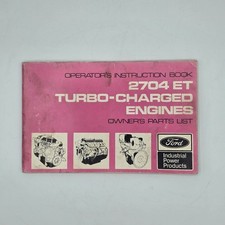 OPERATOR'S INSTRUCTION BOOK
2704 ET
TURBO-CHARGED
ENGINES
OWNER'S PARTS LIST
Ford
Industrial
Power
Products